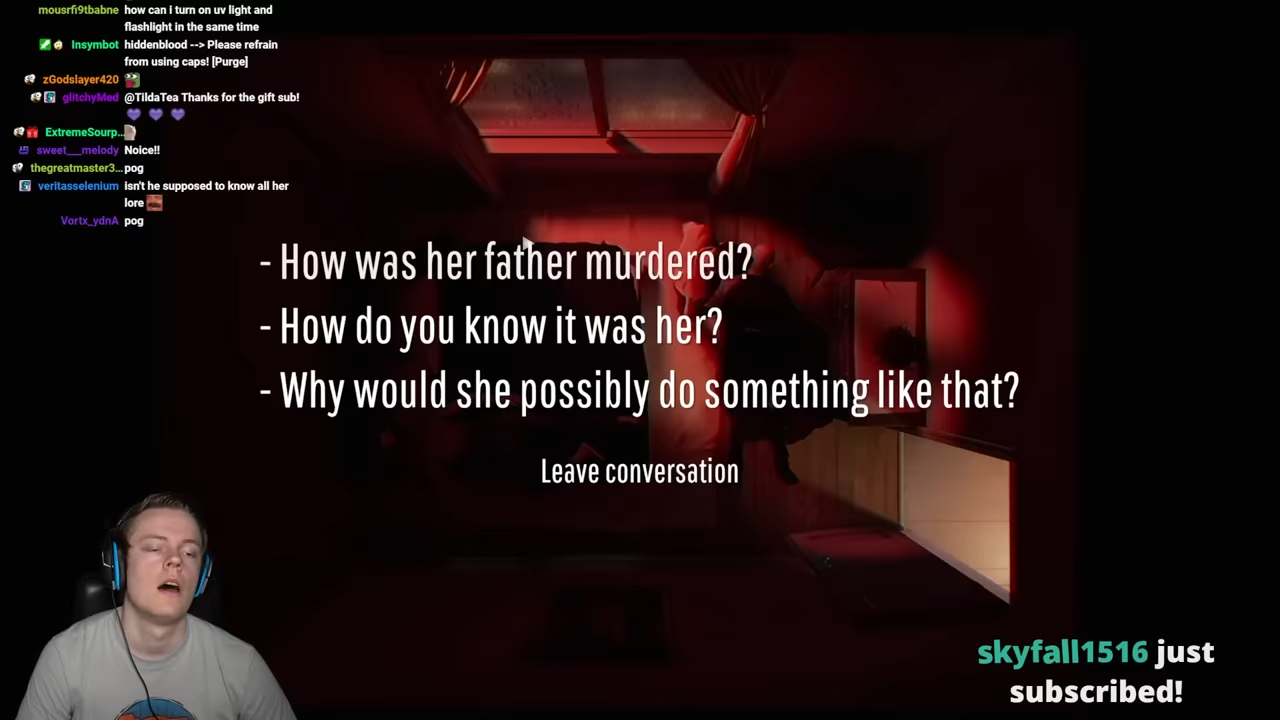 mousrfi9tbabne how can i turn on uv light and
flashlight in the same time
Insymbot hiddenblood --> Please refrain
from using caps! [Purge]
zGodslayer420
glitchyMed @TildaTea Thanks for the gift sub!
ExtremeSourp...
sweet__melody Noice!!
thegreatmaster3... pog
veritasselenium isn't he supposed to know all her
lore
Vortx_ydnA pog
- How was her father murdered?
- How do you know it was her?
- Why would she possibly do something like that?
Leave conversation
skyfall1516 just
subscribed!